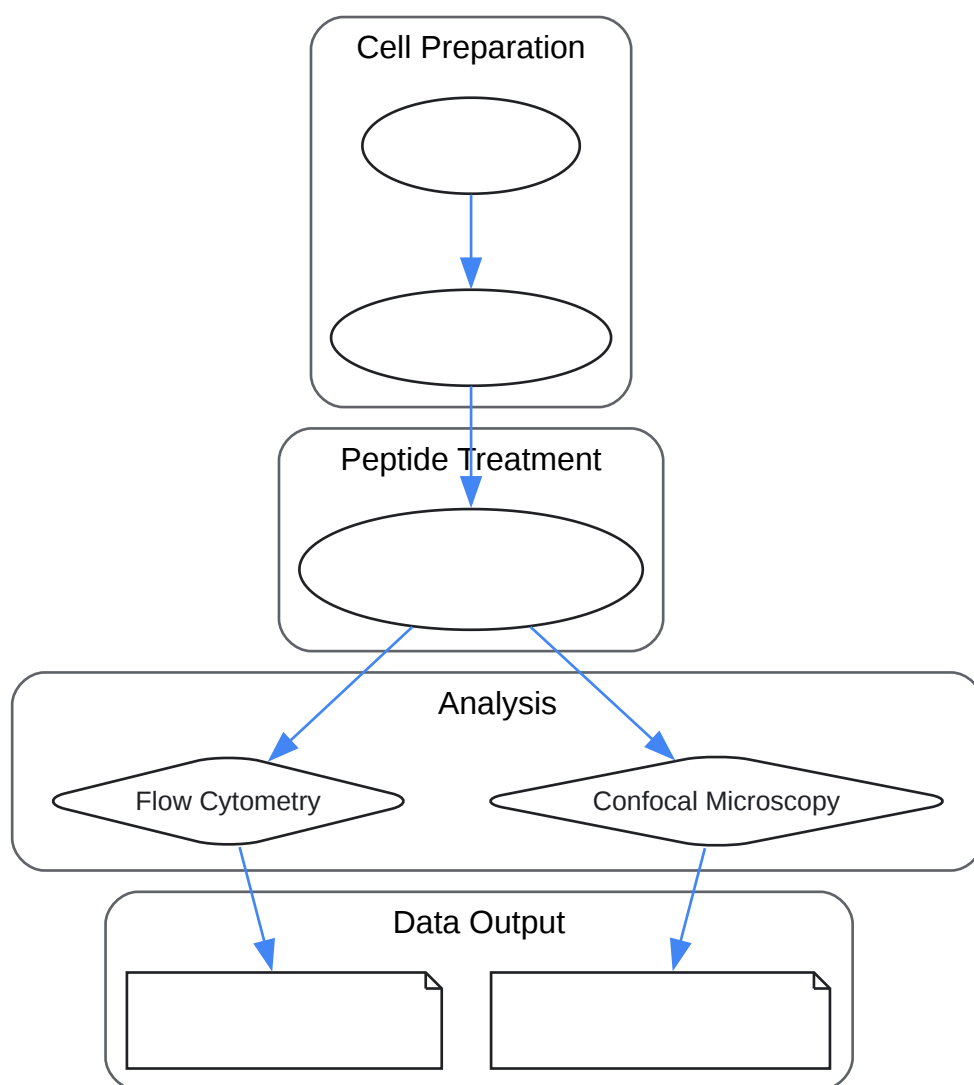 Cell Preparation
Peptide Treatment
Analysis
Flow Cytometry
Confocal Microscopy
Data Output